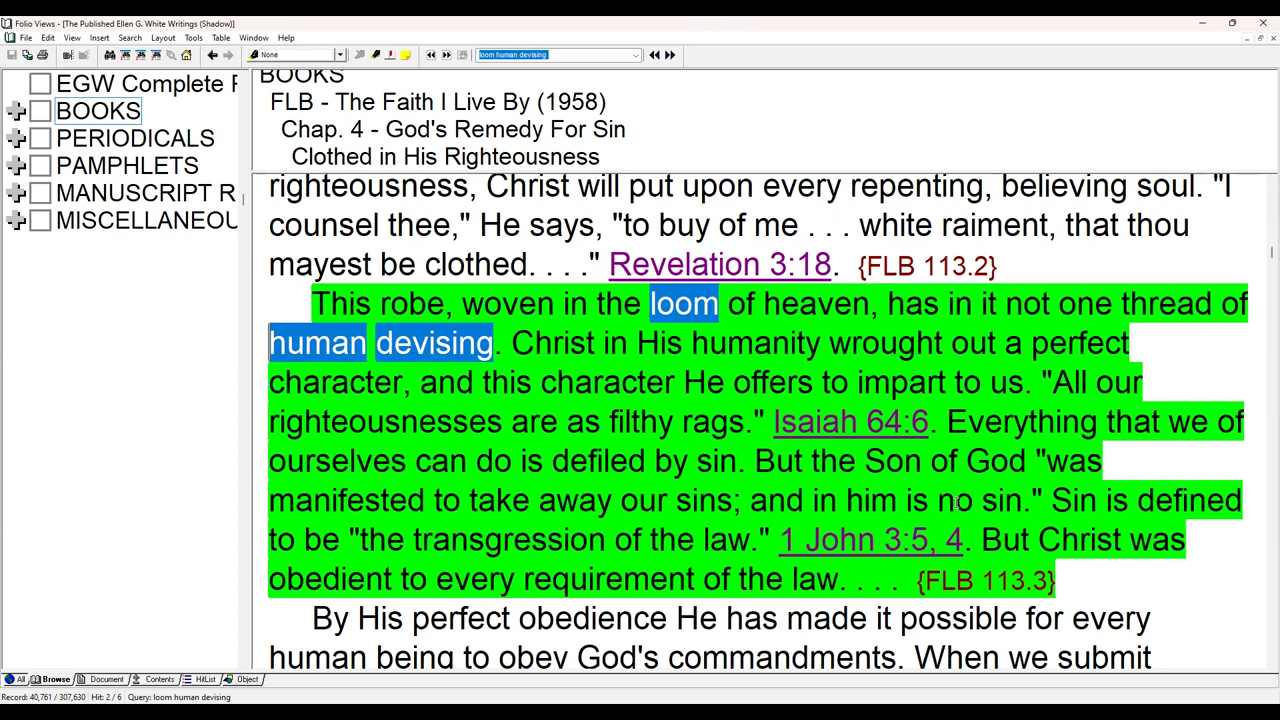 Folio Views - [The Published Ellen G. White Writings (Shadow)]
File Edit View Insert Search Layout Tools Table Window Help
None
loom human devising
EGW Complete
BOOKS
PERIODICALS
PAMPHLETS
MANUSCRIPT R
MISCELLANEOU
BOOKS
FLB - The Faith I Live By (1958)
Chap. 4 - God's Remedy For Sin
Clothed in His Righteousness
righteousness, Christ will put upon every repenting, believing soul. "I
counsel thee," He says, "to buy of me . . . white raiment, that thou
mayest be clothed. . . ." Revelation 3:18. {FLB 113.2}
This robe, woven in the loom of heaven, has in it not one thread of
human devising. Christ in His humanity wrought out a perfect
character, and this character He offers to impart to us. "All our
righteousnesses are as filthy rags." Isaiah 64:6. Everything that we of
ourselves can do is defiled by sin. But the Son of God "was
manifested to take away our sins; and in him is no sin." Sin is defined
to be "the transgression of the law." 1 John 3:5, 4. But Christ was
obedient to every requirement of the law. . . . {FLB 113.3}
By His perfect obedience He has made it possible for every
human being to obey God's commandments. When we submit
All Browse Document Contents HitList Object
Record: 40,761 / 307,630 Hit: 2 / 6 Query: loom human devising